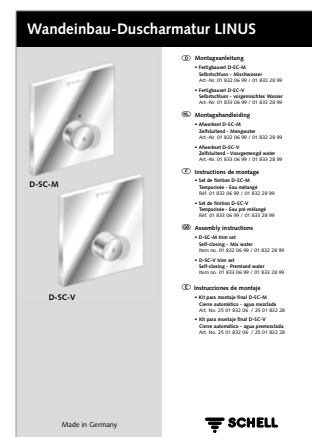 Wandeinbau-Duscharmatur LINUS
D-SC-M
D-SC-V
Made in Germany
D Montageanleitung
• Fertigbauset D-SC-M
Selbstschluss - Mischwasser
Art.-Nr. 01 832 06 99 / 01 832 28 99
• Fertigbauset D-SC-V
Selbstschluss - vorgemischtes Wasser
Art.-Nr. 01 833 06 99 / 01 833 28 99
NL Montagehandleiding
• Afwerkset D-SC-M
Zelfsluitend - Mengwater
Art.-Nr. 01 832 06 99 / 01 832 28 99
• Afwerkset D-SC-V
Zelfsluitend - Voorgemengd water
Art.-Nr. 01 833 06 99 / 01 833 28 99
F Instructions de montage
• Set de finition D-SC-M
Temporisée - Eau mélangé
Réf. 01 832 06 99 / 01 832 28 99
• Set de finition D-SC-V
Temporisée - Eau pré mélangé
Réf. 01 833 06 99 / 01 833 28 99
GB Assembly instructions
• D-SC-M trim set
Self-closing - Mix water
Item no. 01 832 06 99 / 01 832 28 99
• D-SC-V trim set
Self-closing - Premixed water
Item no. 01 833 06 99 / 01 833 28 99
E Instrucciones de montaje
• Kit para montaje final D-SC-M
Cierre automático - agua mezclada
Art. No. 25 01 832 06 / 25 01 832 28
• Kit para montaje final D-SC-V
Cierre automático - agua premezclada
Art. No. 25 01 833 06 / 25 01 833 28
SCHELL